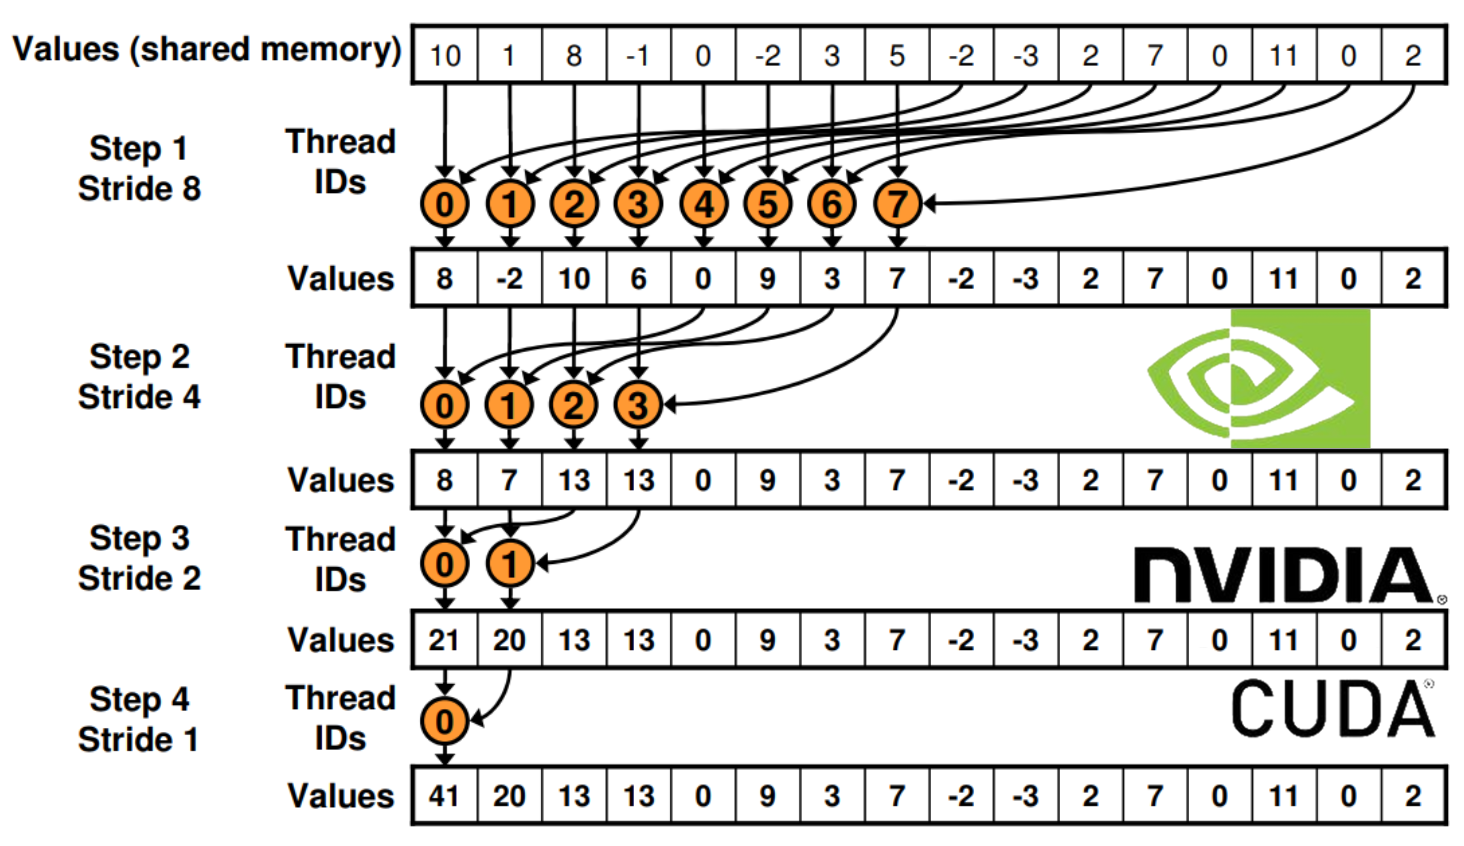 Values (shared memory) 10 1 8 -1 0 -2 3 5 -2 -3 2 7 0 11 0 2
Step 1 Thread
Stride 8 IDs 0 1 2 3 4 5 6 7
Values 8 -2 10 6 0 9 3 7 -2 -3 2 7 0 11 0 2
Step 2 Thread
Stride 4 IDs 0 1 2 3
Values 8 7 13 13 0 9 3 7 -2 -3 2 7 0 11 0 2
Step 3 Thread
Stride 2 IDs 0 1
nVIDIA®
Values 21 20 13 13 0 9 3 7 -2 -3 2 7 0 11 0 2
Step 4 Thread
Stride 1 IDs 0
CUDA®
Values 41 20 13 13 0 9 3 7 -2 -3 2 7 0 11 0 2